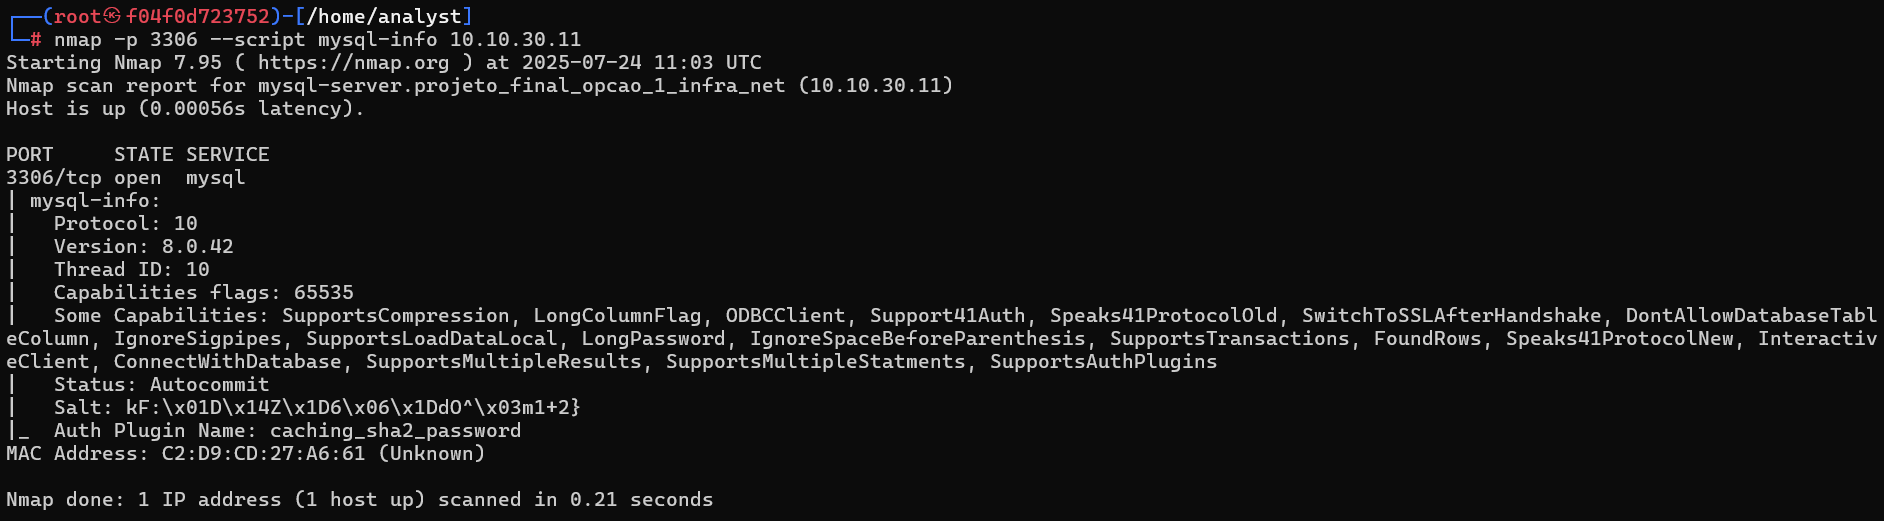 ┌──(root㉿f04f0d723752)-[/home/analyst]
└─# nmap -p 3306 --script mysql-info 10.10.30.11
Starting Nmap 7.95 ( https://nmap.org ) at 2025-07-24 11:03 UTC
Nmap scan report for mysql-server.projeto_final_opcao_1_infra_net (10.10.30.11)
Host is up (0.00056s latency).

PORT     STATE SERVICE
3306/tcp open  mysql
| mysql-info:
|   Protocol: 10
|   Version: 8.0.42
|   Thread ID: 10
|   Capabilities flags: 65535
|   Some Capabilities: SupportsCompression, LongColumnFlag, ODBCClient, Support41Auth, Speaks41ProtocolOld, SwitchToSSLAfterHandshake, DontAllowDatabaseTabl
eColumn, IgnoreSigpipes, SupportsLoadDataLocal, LongPassword, IgnoreSpaceBeforeParenthesis, SupportsTransactions, FoundRows, Speaks41ProtocolNew, Interactiv
eClient, ConnectWithDatabase, SupportsMultipleResults, SupportsMultipleStatments, SupportsAuthPlugins
|   Status: Autocommit
|   Salt: kF:\x01D\x14Z\x1D6\x06\x1DdO^\x03m1+2}
|_  Auth Plugin Name: caching_sha2_password
MAC Address: C2:D9:CD:27:A6:61 (Unknown)

Nmap done: 1 IP address (1 host up) scanned in 0.21 seconds